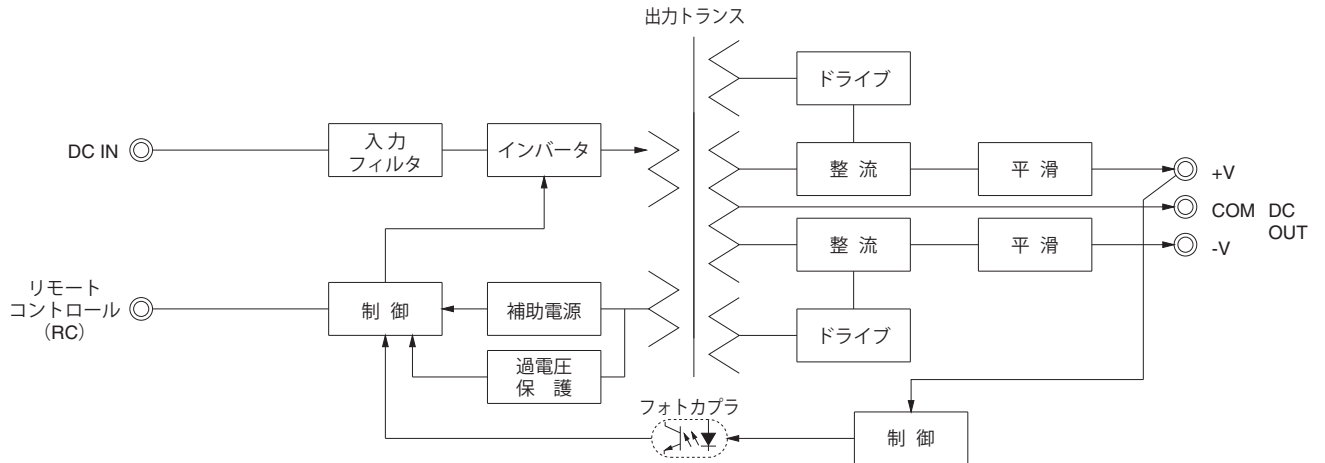 出力トランス
ドライブ
DC IN
入力
フィルタ
インバータ
整流
平滑
+V
COM DC
OUT
整流
平滑
-V
リモート
コントロール
(RC)
制御
補助電源
ドライブ
過電圧
保護
フォトカプラ
制御